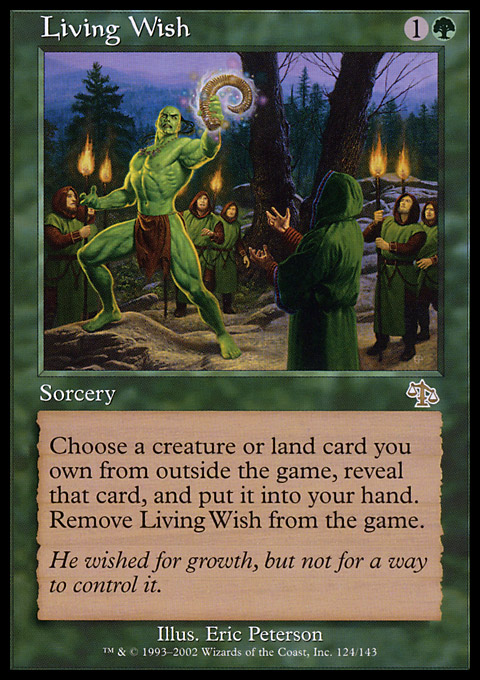 Living Wish 1
Sorcery
Choose a creature or land card you
own from outside the game, reveal
that card, and put it into your hand.
Remove Living Wish from the game.
He wished for growth, but not for a way
to control it.
Illus. Eric Peterson
™ & © 1993–2002 Wizards of the Coast, Inc. 124/143